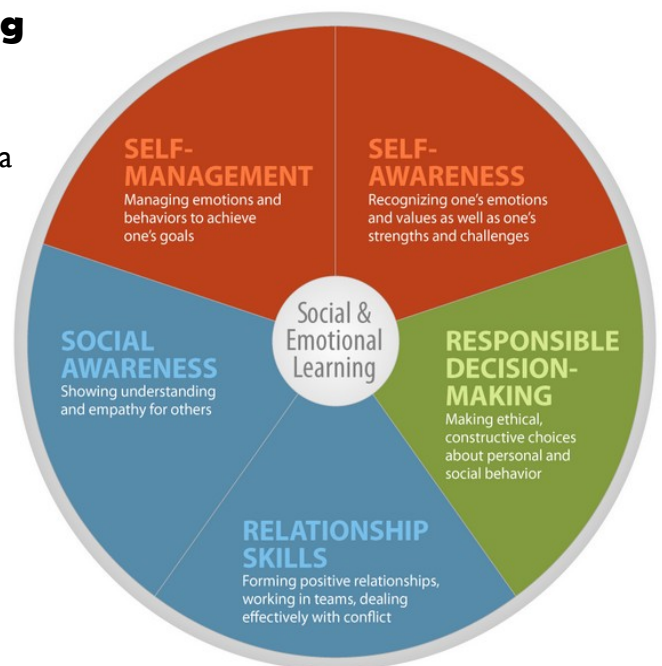 g
a
SELF-
MANAGEMENT
Managing emotions and
behaviors to achieve
one's goals
SELF-
AWARENESS
Recognizing one's emotions
and values as well as one's
strengths and challenges
SOCIAL
AWARENESS
Showing understanding
and empathy for others
Social &
Emotional
Learning
RESPONSIBLE
DECISION-
MAKING
Making ethical,
constructive choices
about personal and
social behavior
RELATIONSHIP
SKILLS
Forming positive relationships,
working in teams, dealing
effectively with conflict